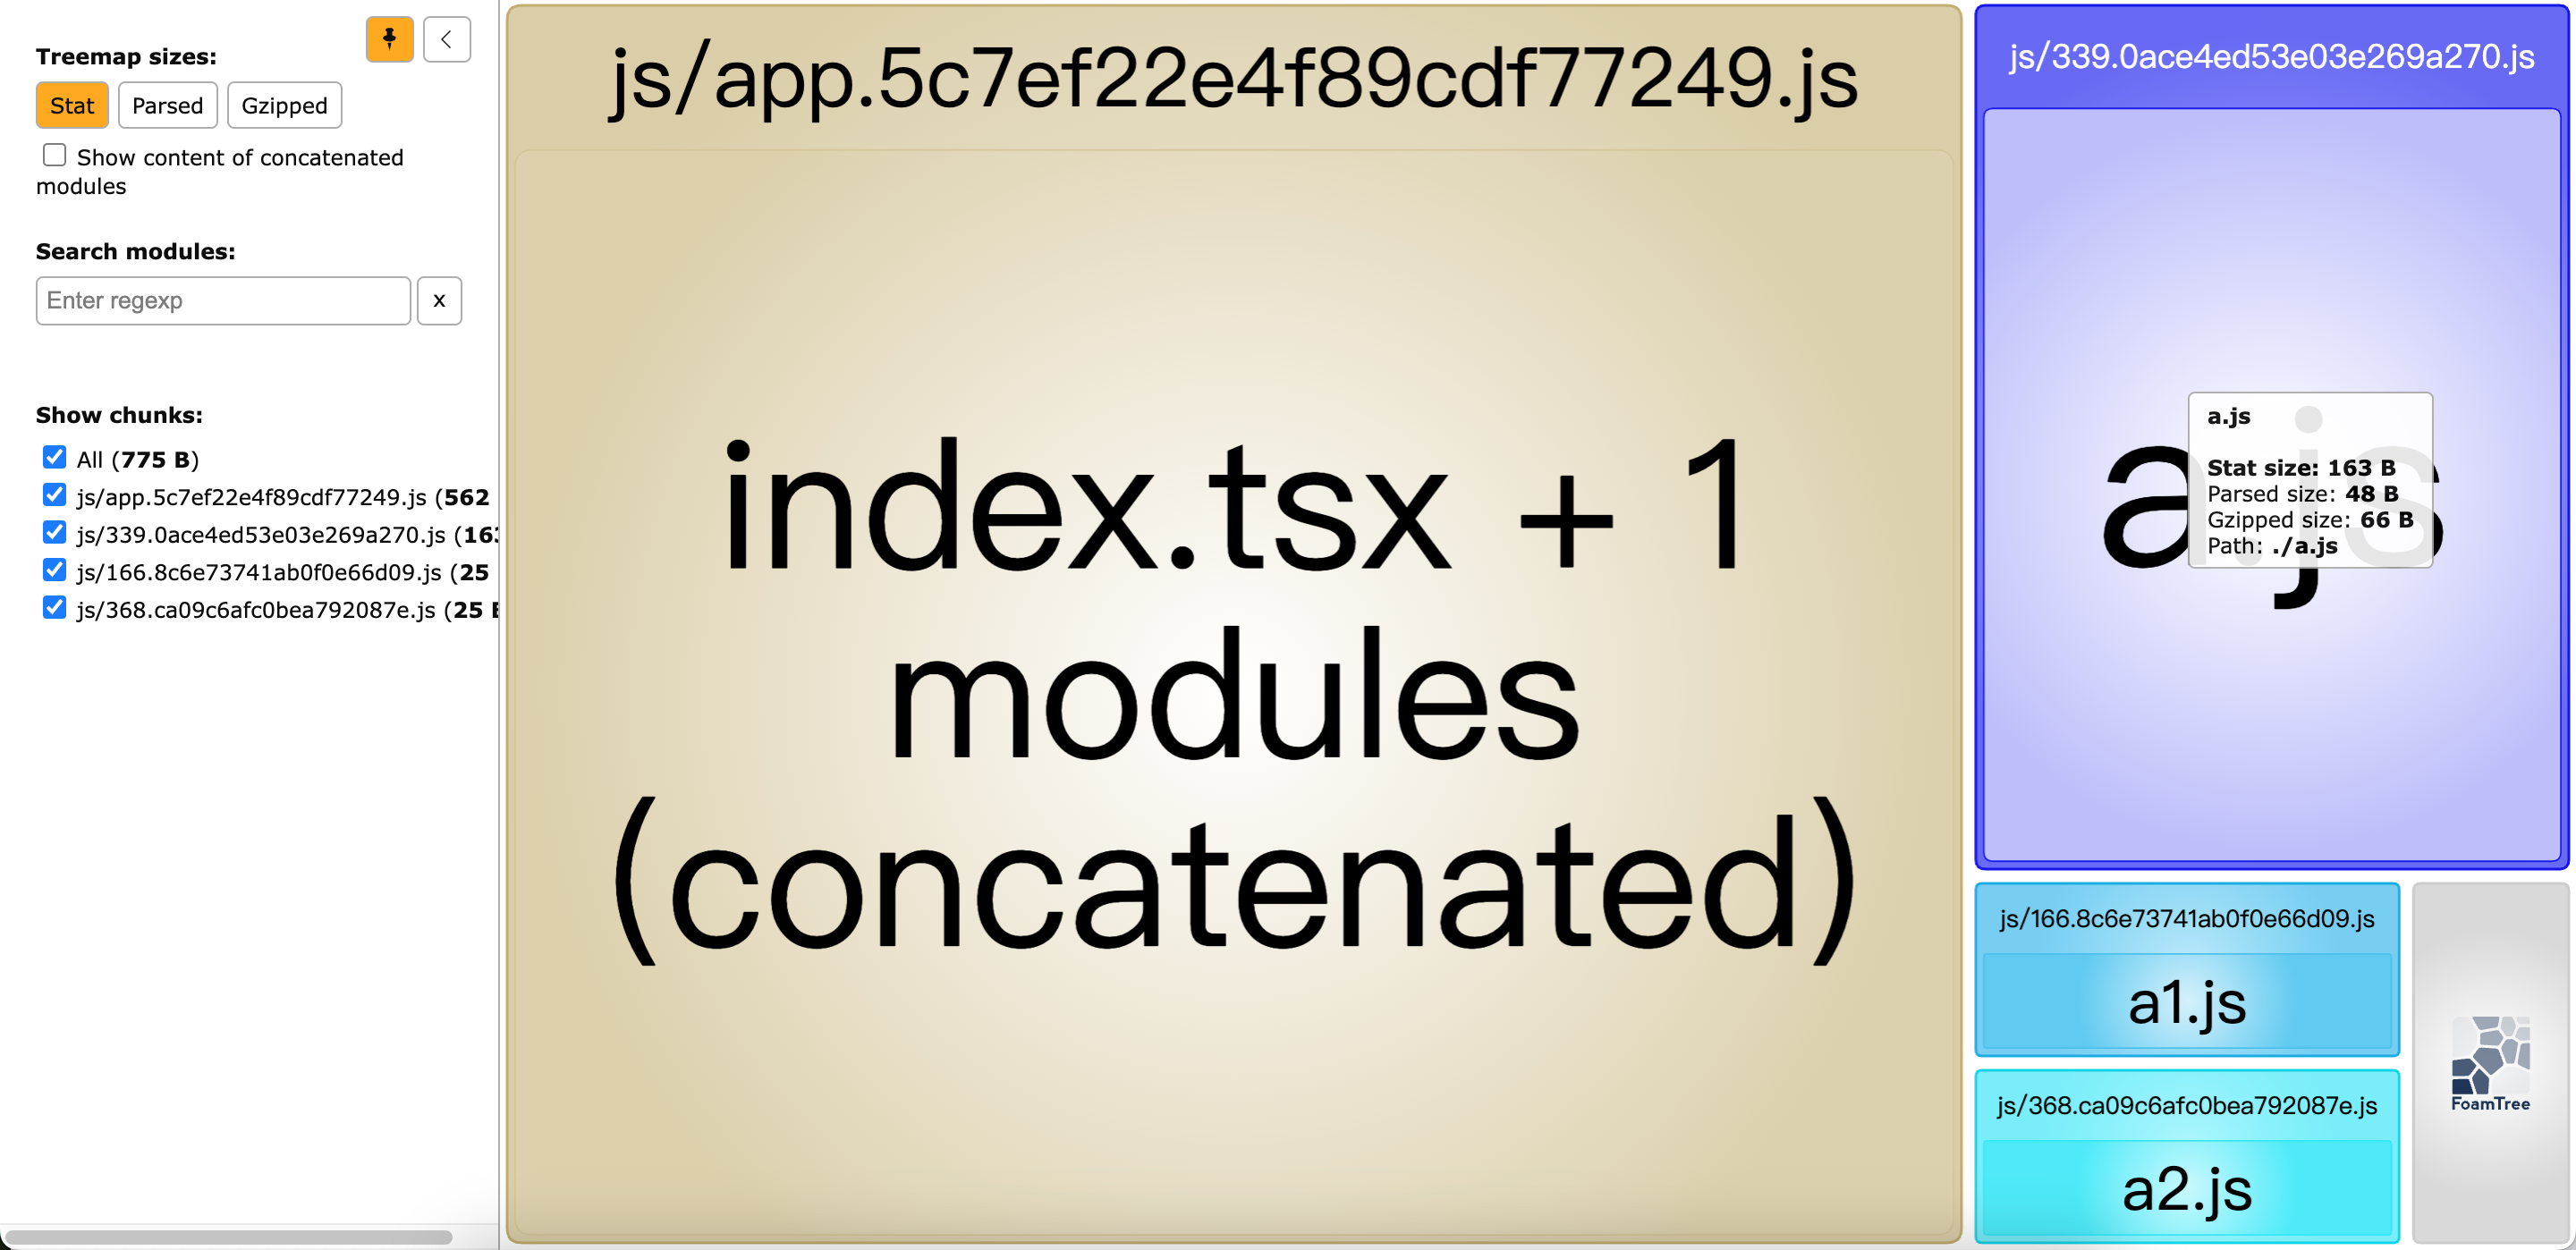 Treemap sizes:
Stat
Parsed
Gzipped
Show content of concatenated
modules
Search modules:
Enter regexp
x
Show chunks:
All (775 B)
js/app.5c7ef22e4f89cdf77249.js (562
js/339.0ace4ed53e03e269a270.js (163
js/166.8c6e73741ab0f0e66d09.js (25
js/368.ca09c6afc0bea792087e.js (25 B
js/app.5c7ef22e4f89cdf77249.js
index.tsx + 1
modules
(concatenated)
js/339.0ace4ed53e03e269a270.js
a.js
a.js
Stat size: 163 B
Parsed size: 48 B
Gzipped size: 66 B
Path: ./a.js
js/166.8c6e73741ab0f0e66d09.js
a1.js
js/368.ca09c6afc0bea792087e.js
a2.js
FoamTree